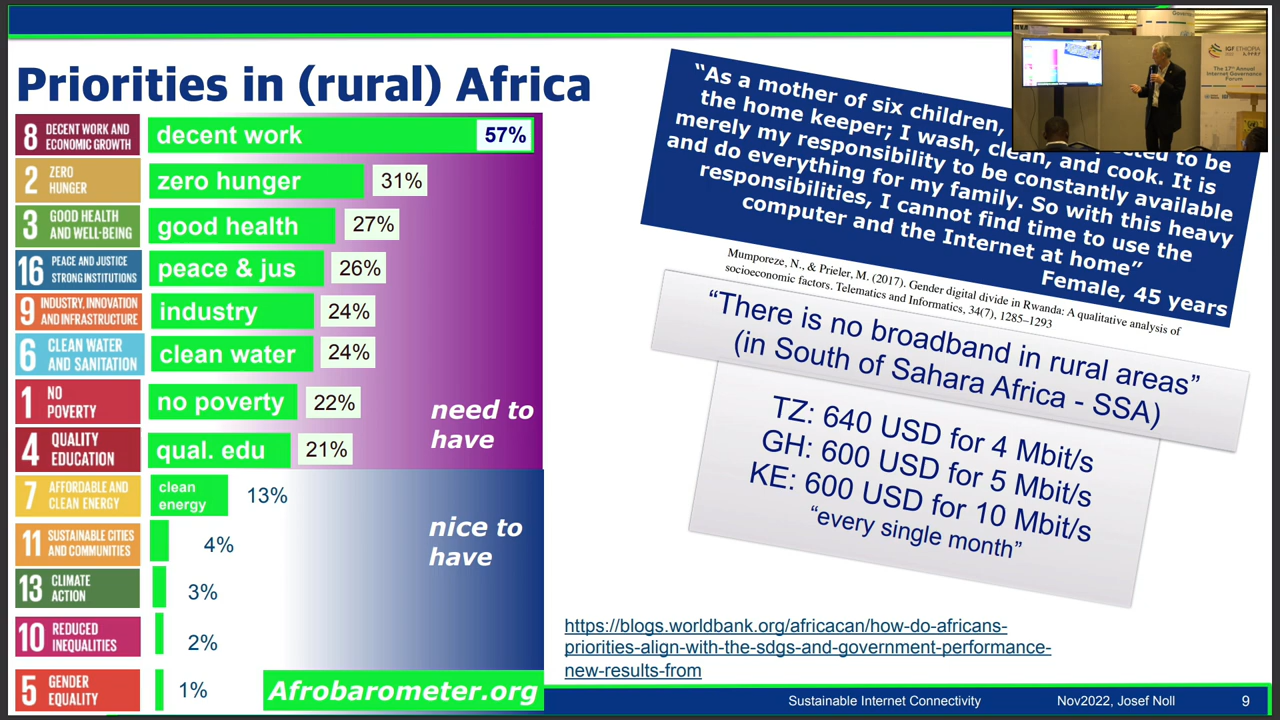 Priorities in (rural) Africa
8 DECENT WORK AND
ECONOMIC GROWTH
decent work 57%
2 ZERO
HUNGER
zero hunger 31%
3 GOOD HEALTH
AND WELL-BEING
good health 27%
16 PEACE AND JUSTICE
STRONG INSTITUTIONS
peace & jus 26%
9 INDUSTRY, INNOVATION
AND INFRASTRUCTURE
industry 24%
6 CLEAN WATER
AND SANITATION
clean water 24%
1 NO
POVERTY
no poverty 22%
4 QUALITY
EDUCATION
qual. edu 21%
need to
have
7 AFFORDABLE AND
CLEAN ENERGY
clean
energy
13%
11 SUSTAINABLE CITIES
AND COMMUNITIES
4%
nice to
have
13 CLIMATE
ACTION
3%
10 REDUCED
INEQUALITIES
2%
5 GENDER
EQUALITY
1%
Afrobarometer.org
“As a mother of six children,
the home keeper; I wash, clean, and cook. It is
merely my responsibility to be constantly available
and do everything for my family. So with this heavy
responsibilities, I cannot find time to use the
computer and the Internet at home”
Female, 45 years
Mumporeze, N., & Prieler, M. (2017). Gender digital divide in Rwanda: A qualitative analysis of
socioeconomic factors. Telematics and Informatics, 34(7), 1285–1293
“There is no broadband in rural areas”
(in South of Sahara Africa - SSA)
TZ: 640 USD for 4 Mbit/s
GH: 600 USD for 5 Mbit/s
KE: 600 USD for 10 Mbit/s
“every single month”
https://blogs.worldbank.org/africacan/how-do-africans-
priorities-align-with-the-sdgs-and-government-performance-
new-results-from
Sustainable Internet Connectivity
Nov2022, Josef Noll
9
IGF ETHIOPIA
The 17th Annual
Internet Governance
Forum